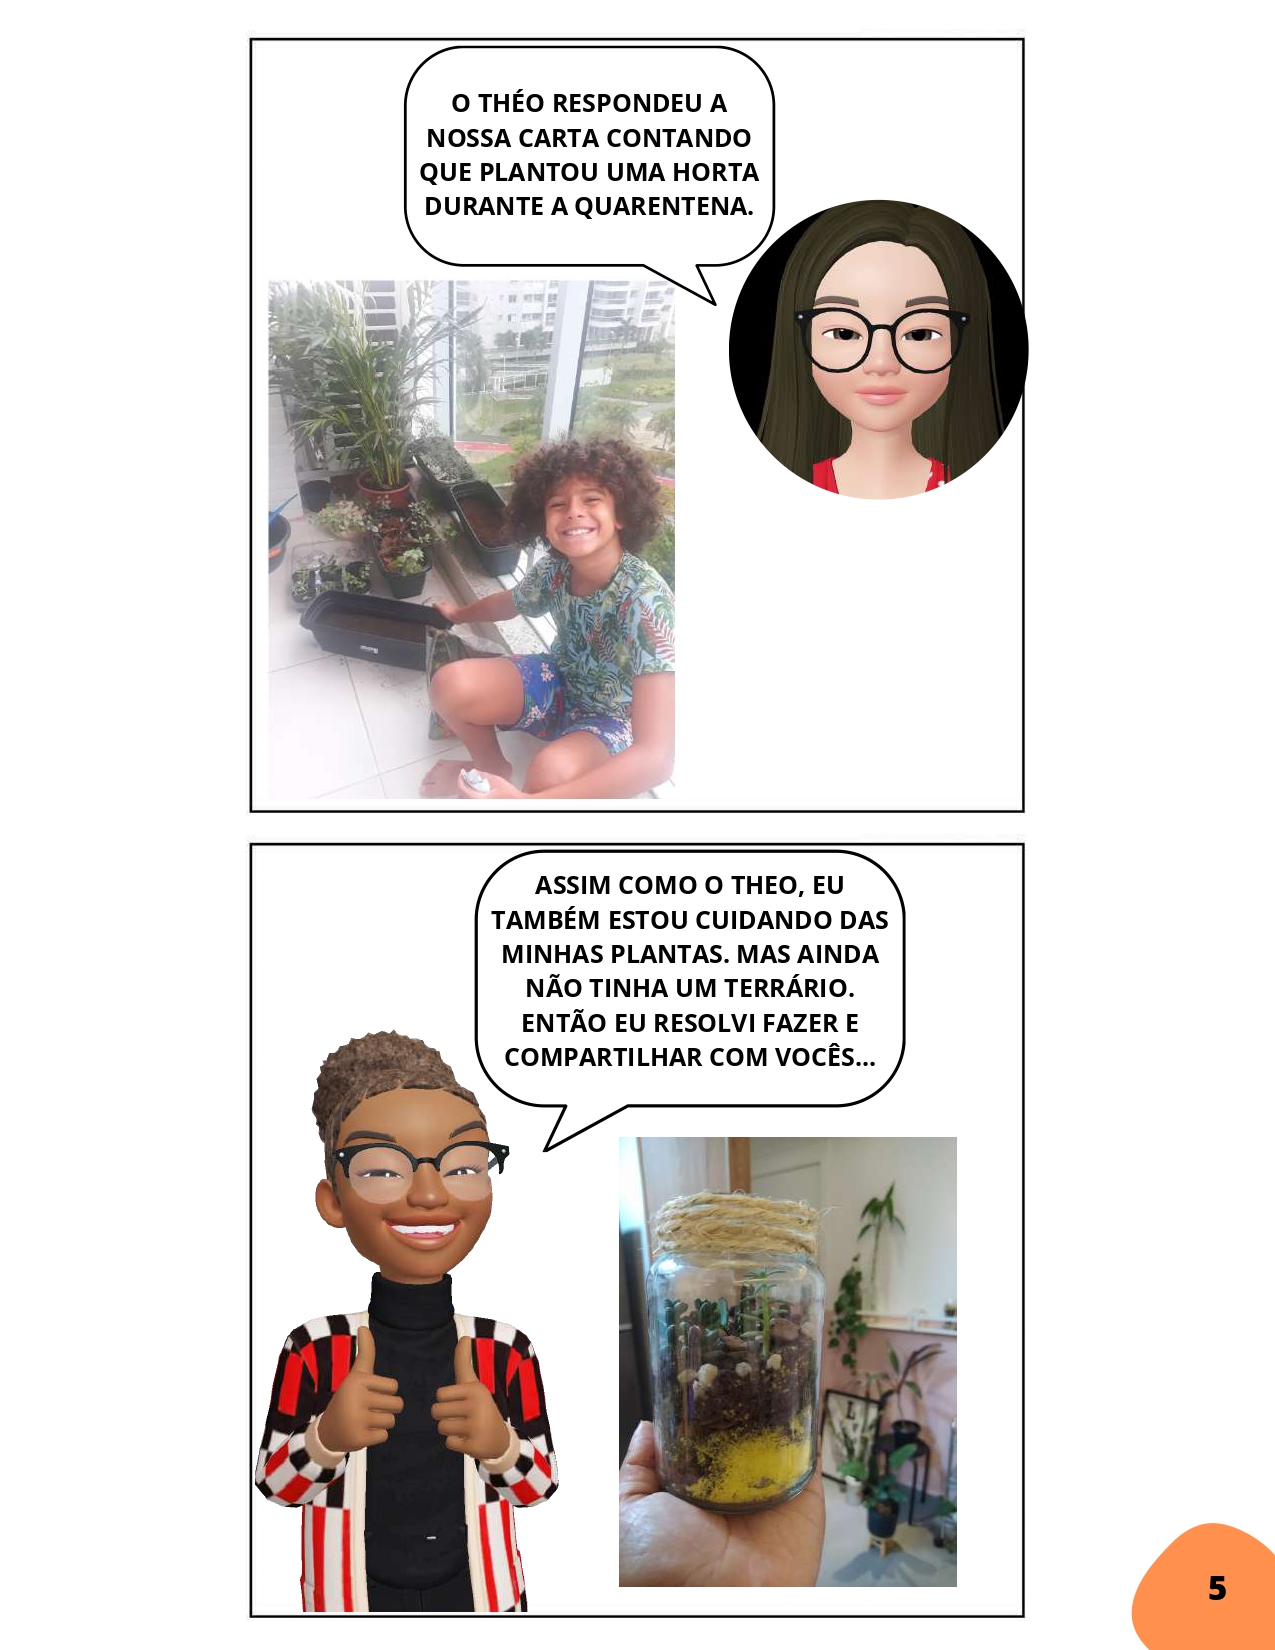 O THÉO RESPONDEU A
NOSSA CARTA CONTANDO
QUE PLANTOU UMA HORTA
DURANTE A QUARENTENA.
ASSIM COMO O THEO, EU
TAMBÉM ESTOU CUIDANDO DAS
MINHAS PLANTAS. MAS AINDA
NÃO TINHA UM TERRÁRIO.
ENTÃO EU RESOLVI FAZER E
COMPARTILHAR COM VOCÊS...
5